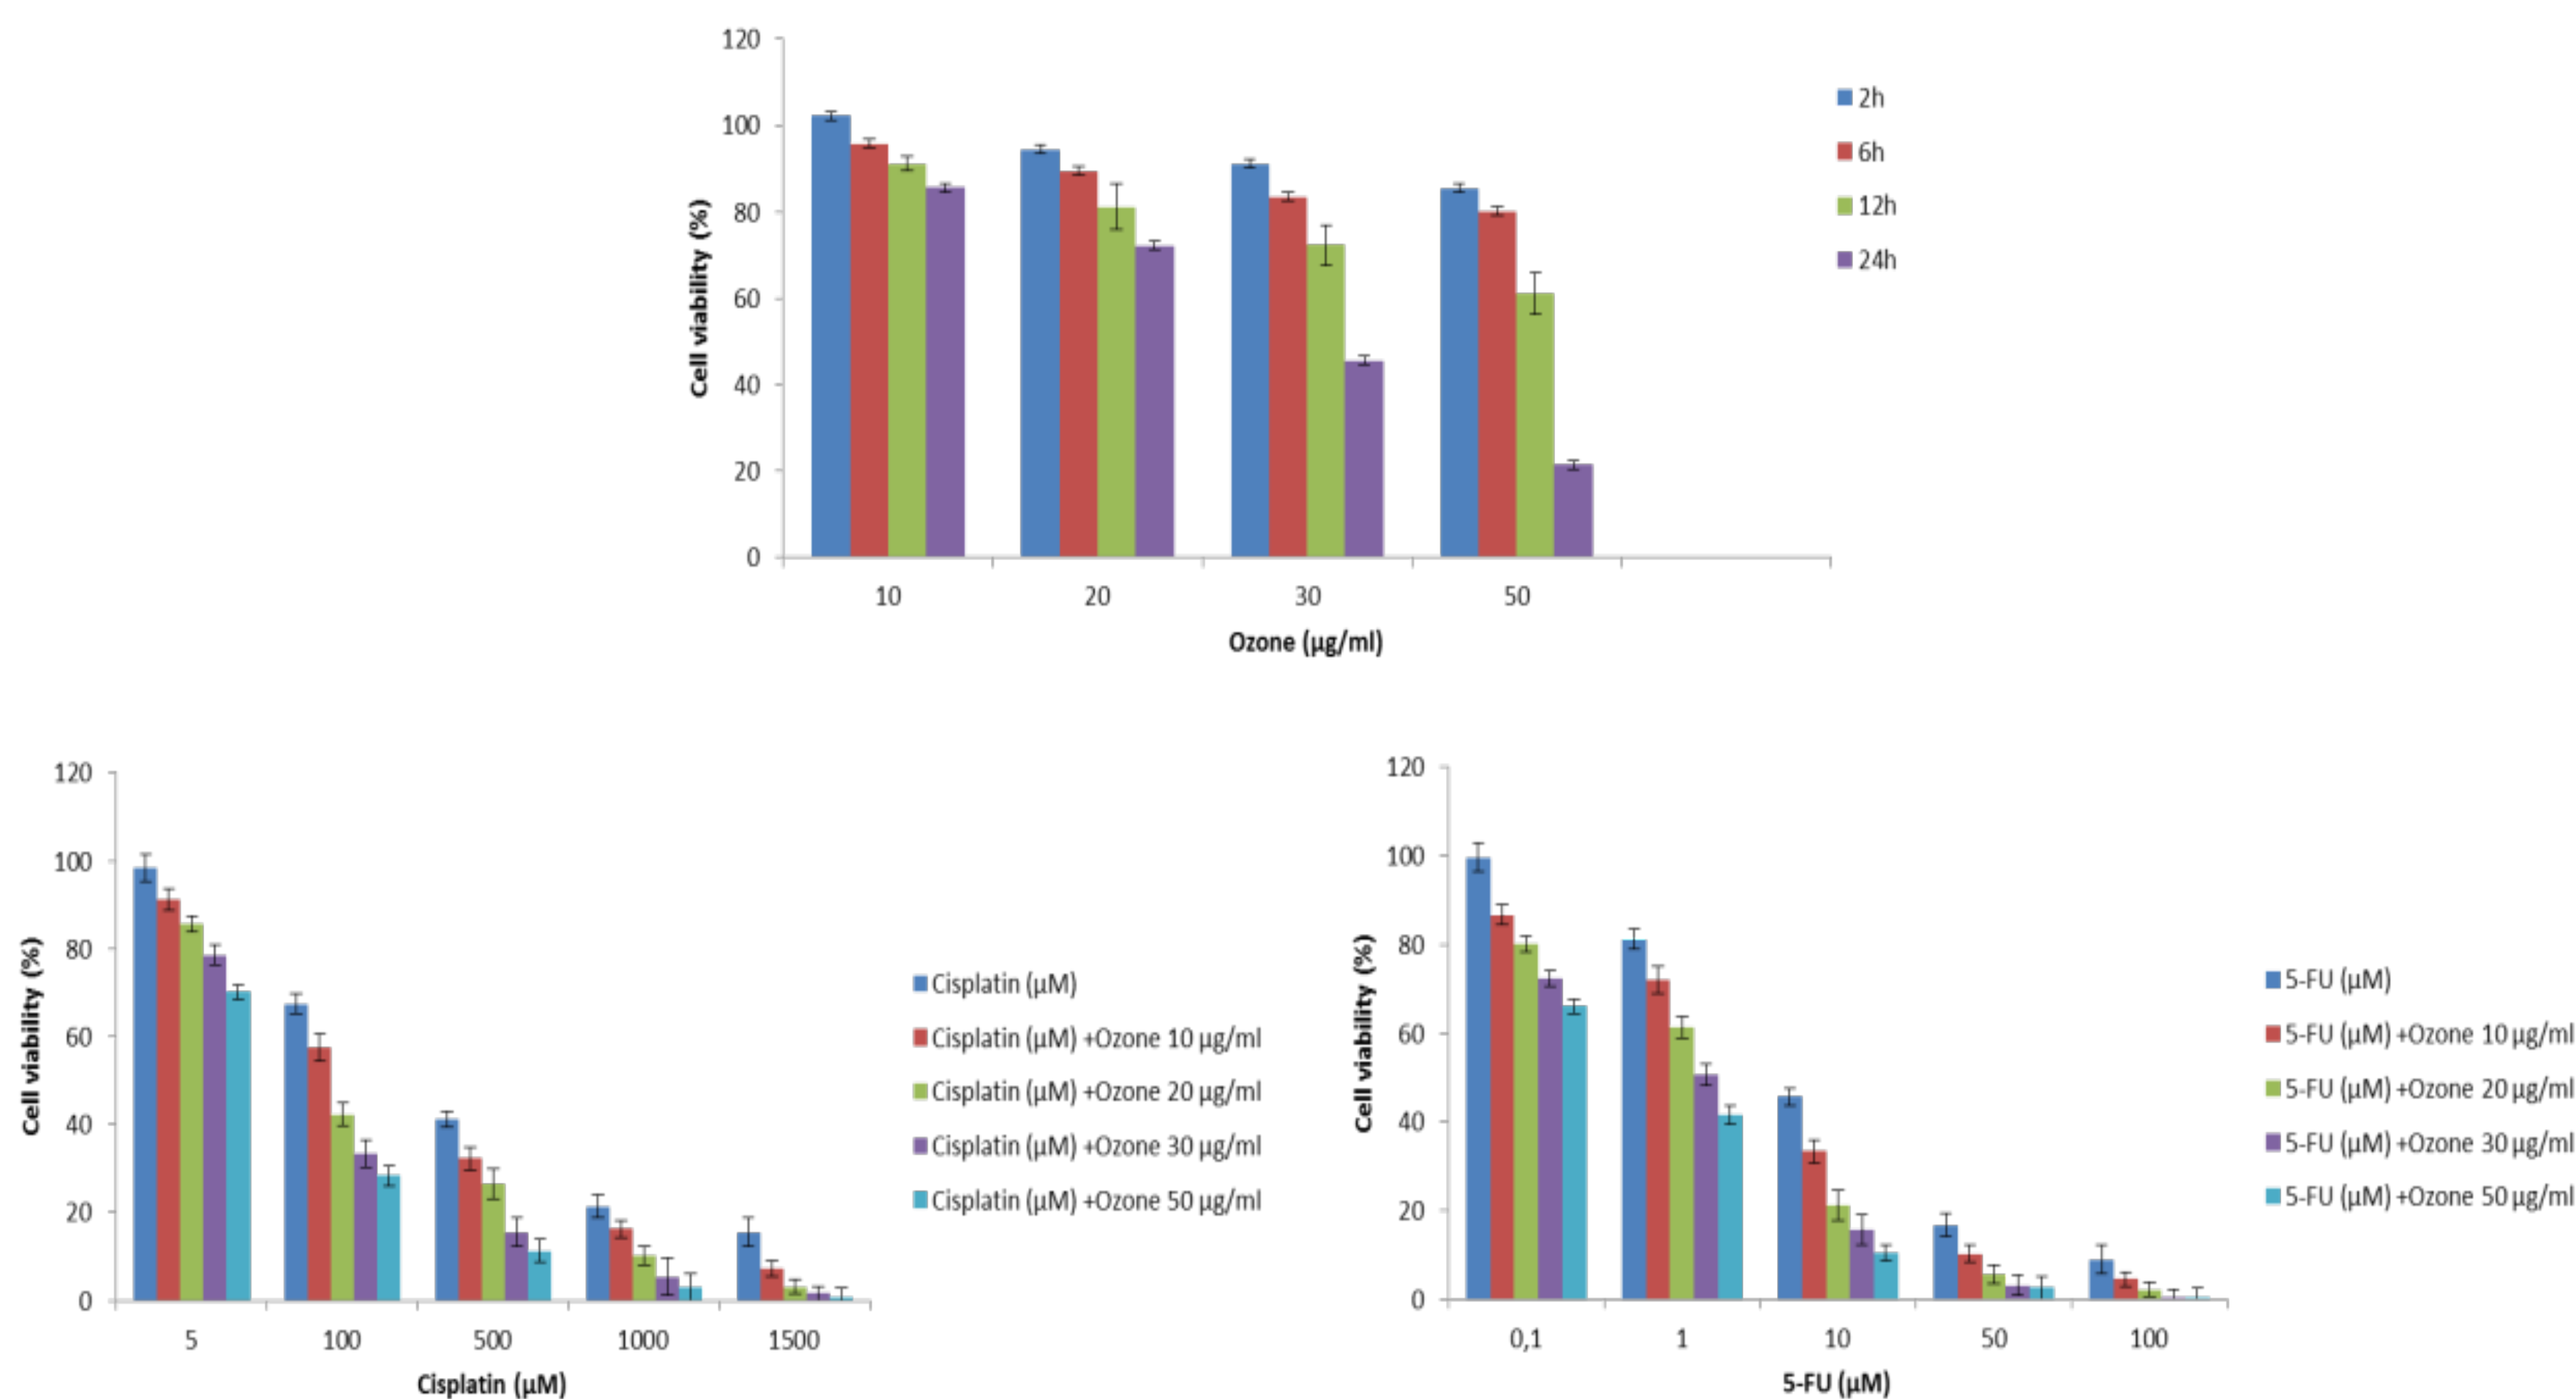 120
100
80
60
40
20
0
Cell viability (%)
10 20 30 50
Ozone (µg/ml)
2h
6h
12h
24h
120
100
80
60
40
20
0
Cell viability (%)
5 100 500 1000 1500
Cisplatin (µM)
Cisplatin (µM)
Cisplatin (µM) +Ozone 10 µg/ml
Cisplatin (µM) +Ozone 20 µg/ml
Cisplatin (µM) +Ozone 30 µg/ml
Cisplatin (µM) +Ozone 50 µg/ml
120
100
80
60
40
20
0
Cell viability (%)
0,1 1 10 50 100
5-FU (µM)
5-FU (µM)
5-FU (µM) +Ozone 10 µg/ml
5-FU (µM) +Ozone 20 µg/ml
5-FU (µM) +Ozone 30 µg/ml
5-FU (µM) +Ozone 50 µg/ml